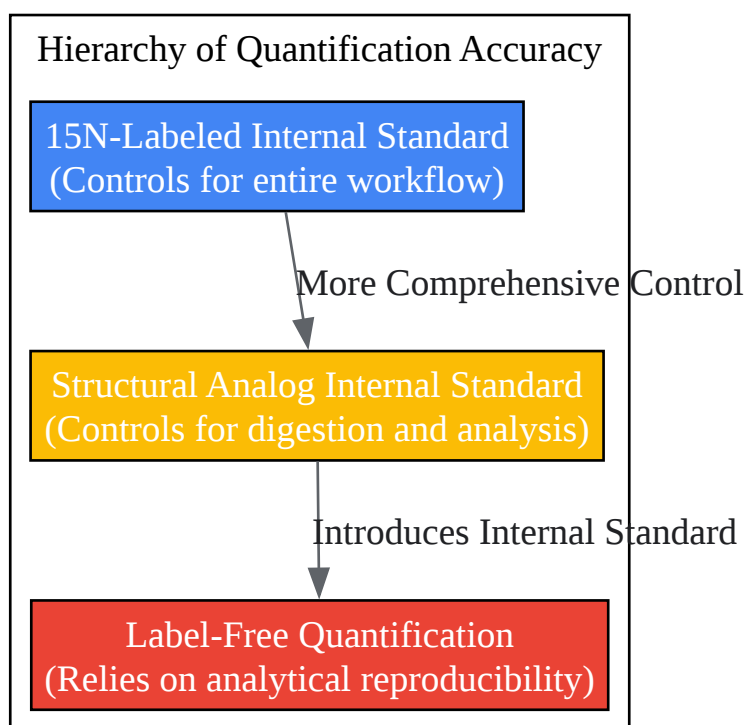 Hierarchy of Quantification Accuracy
15N-Labeled Internal Standard
(Controls for entire workflow)
More Comprehensive Control
Structural Analog Internal Standard
(Controls for digestion and analysis)
Introduces Internal Standard
Label-Free Quantification
(Relies on analytical reproducibility)